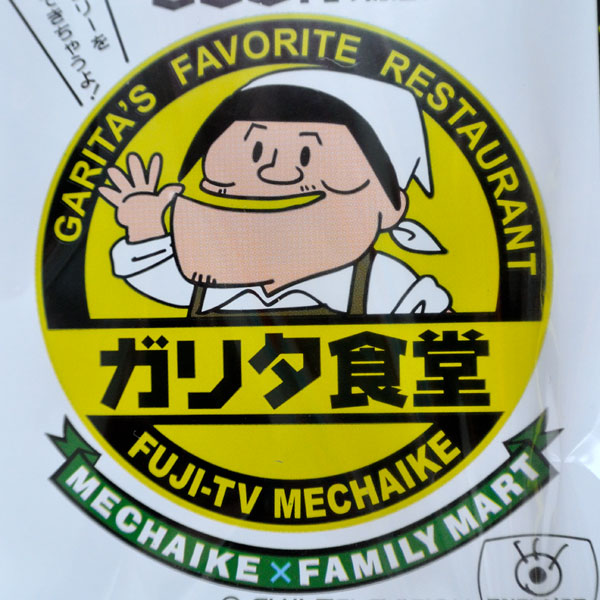 GARITA'S FAVORITE RESTAURANT
ガリタ食堂
FUJI-TV MECHAIKE
MECHAIKE×FAMILY MART